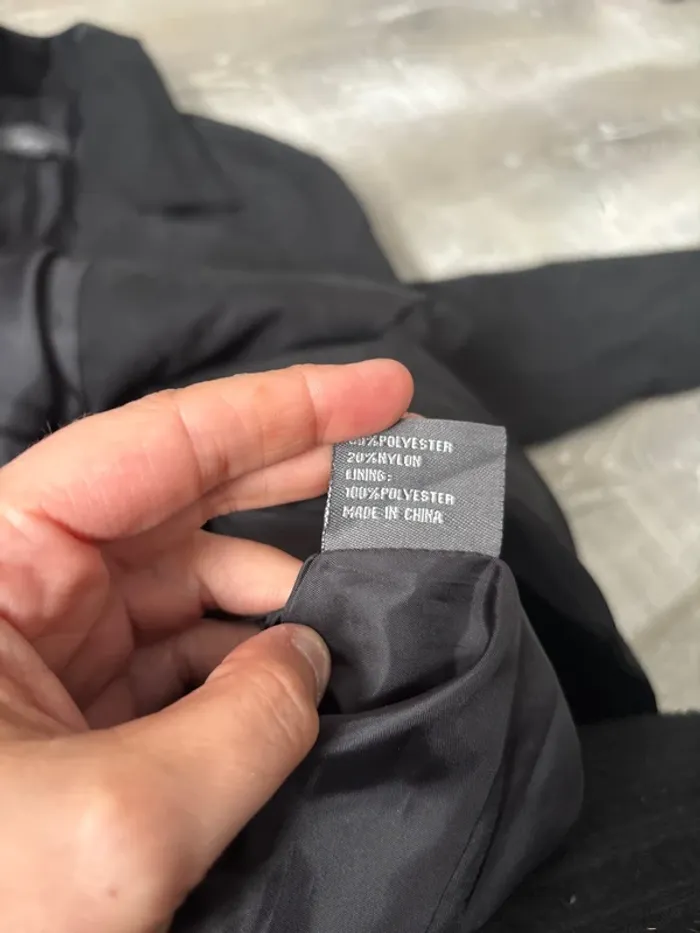 %POLYESTER
20%NYLON
LINING:
100%POLYESTER
MADE IN CHINA